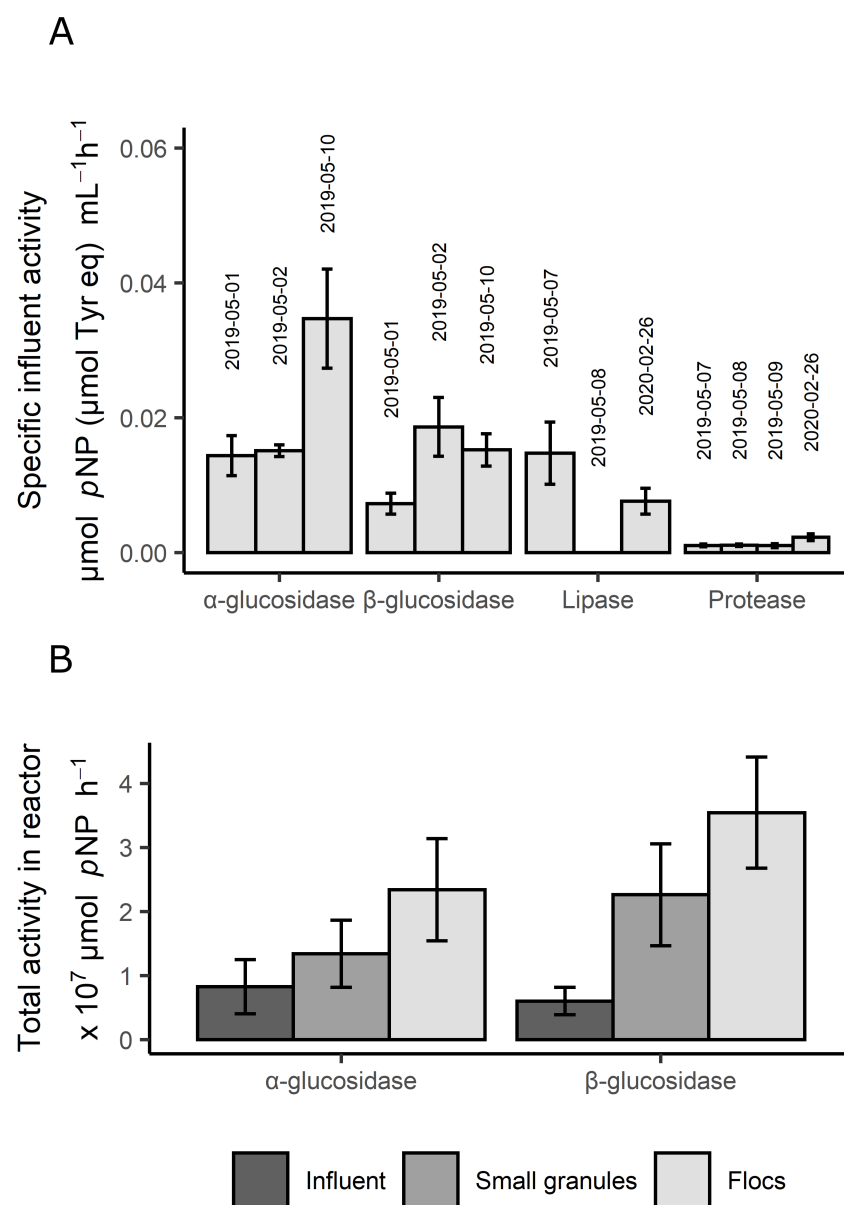 A
Specific influent activity
µmol pNP (µmol Tyr eq) mL⁻¹h⁻¹
0.06
0.04
0.02
0.00
2019-05-01
2019-05-02
2019-05-10
2019-05-01
2019-05-02
2019-05-10
2019-05-07
2019-05-08
2020-02-26
2019-05-07
2019-05-08
2019-05-09
2020-02-26
α-glucosidase β-glucosidase Lipase Protease
B
Total activity in reactor
x 10⁷ µmol pNP h⁻¹
4
3
2
1
0
α-glucosidase β-glucosidase
Influent Small granules Flocs